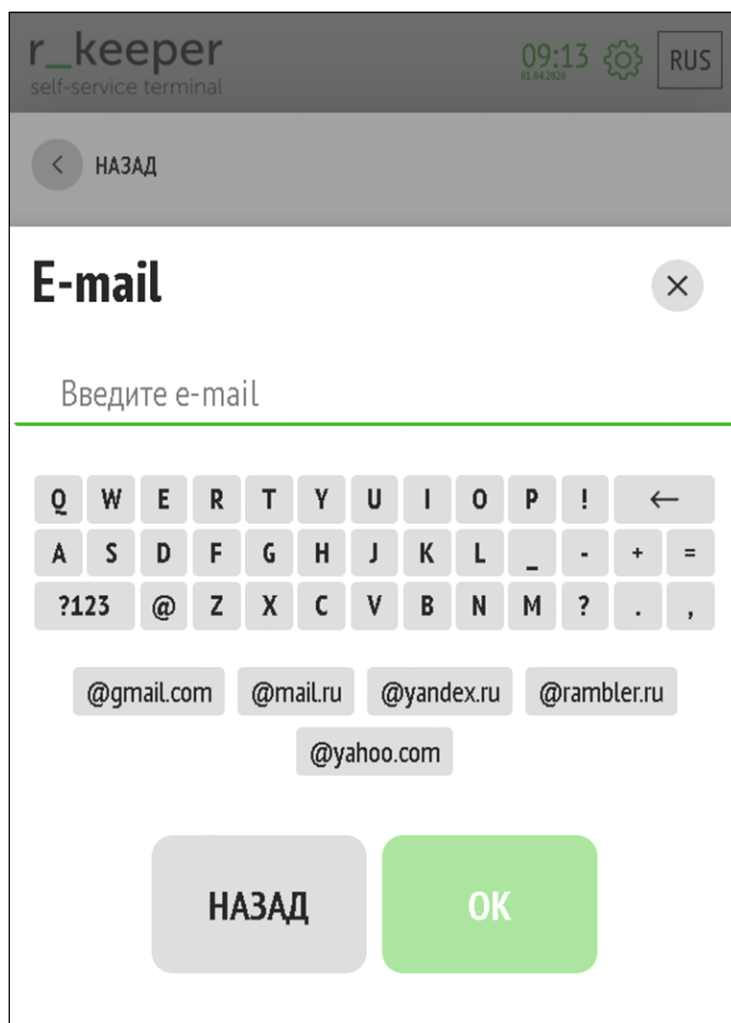 r_keeper
self-service terminal
09:13
01.04.2020
RUS
НАЗАД
E-mail
Введите e-mail
Q W E R T Y U I O P ! ←
A S D F G H J K L _ - + =
?123 @ Z X C V B N M ? . ,
@gmail.com @mail.ru @yandex.ru @rambler.ru
@yahoo.com
НАЗАД OK